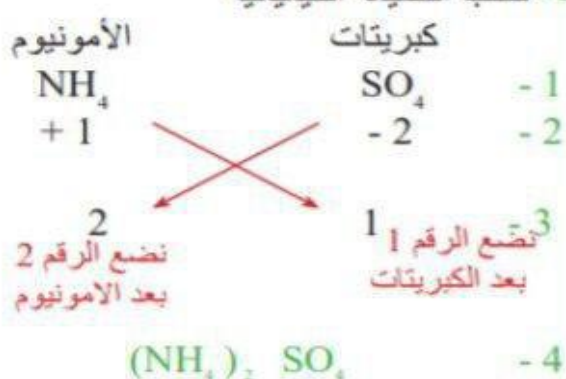 كبريتات الأمونيوم
1 - SO₄ NH₄
2 - - 2 + 1
3 - 1 2
نضع الرقم 1 نضع الرقم 2
بعد الكبريتات بعد الامونيوم
4 - (NH₄)₂ SO₄